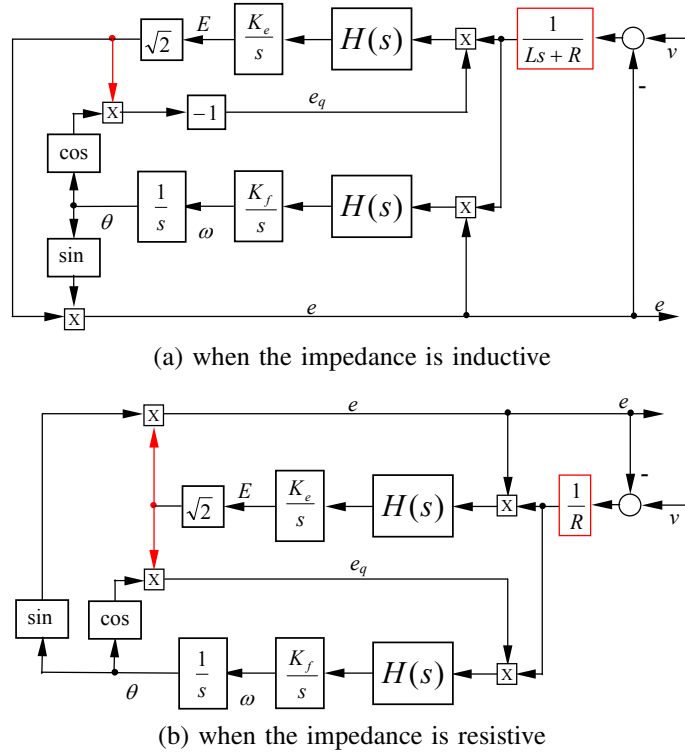 √2 E K_e/s H(s) X 1/(Ls + R) v
-
X −1 e_q
cos
θ 1/s ω K_f/s H(s) X
sin
X e e
(a) when the impedance is inductive
X e e
-
√2 E K_e/s H(s) X 1/R v
X e_q
sin cos
θ 1/s ω K_f/s H(s) X
(b) when the impedance is resistive